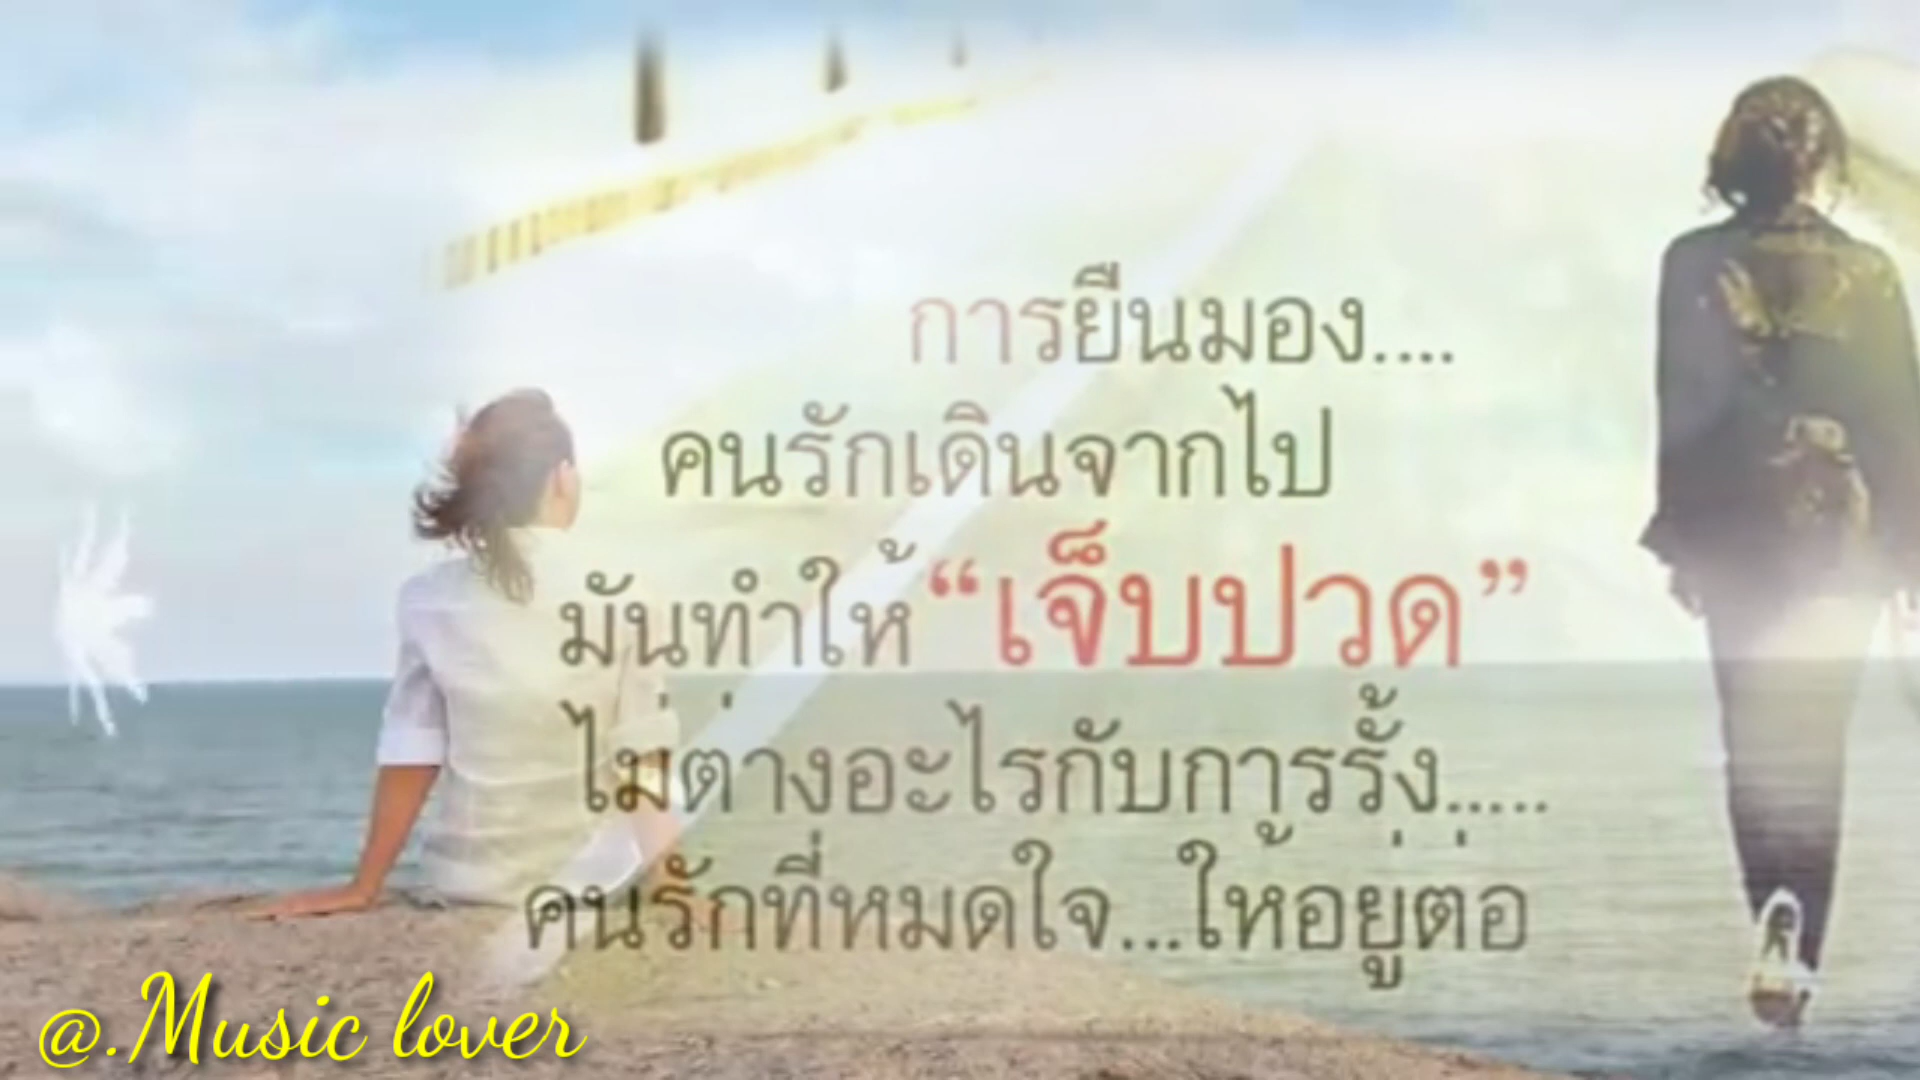 การยืนมอง....
คนรักเดินจากไป
มันทำให้ “เจ็บปวด”
ไม่ต่างอะไรกับการรั้ง.....
คนรักที่หมดใจ...ให้อยู่ต่อ
@.Music lover